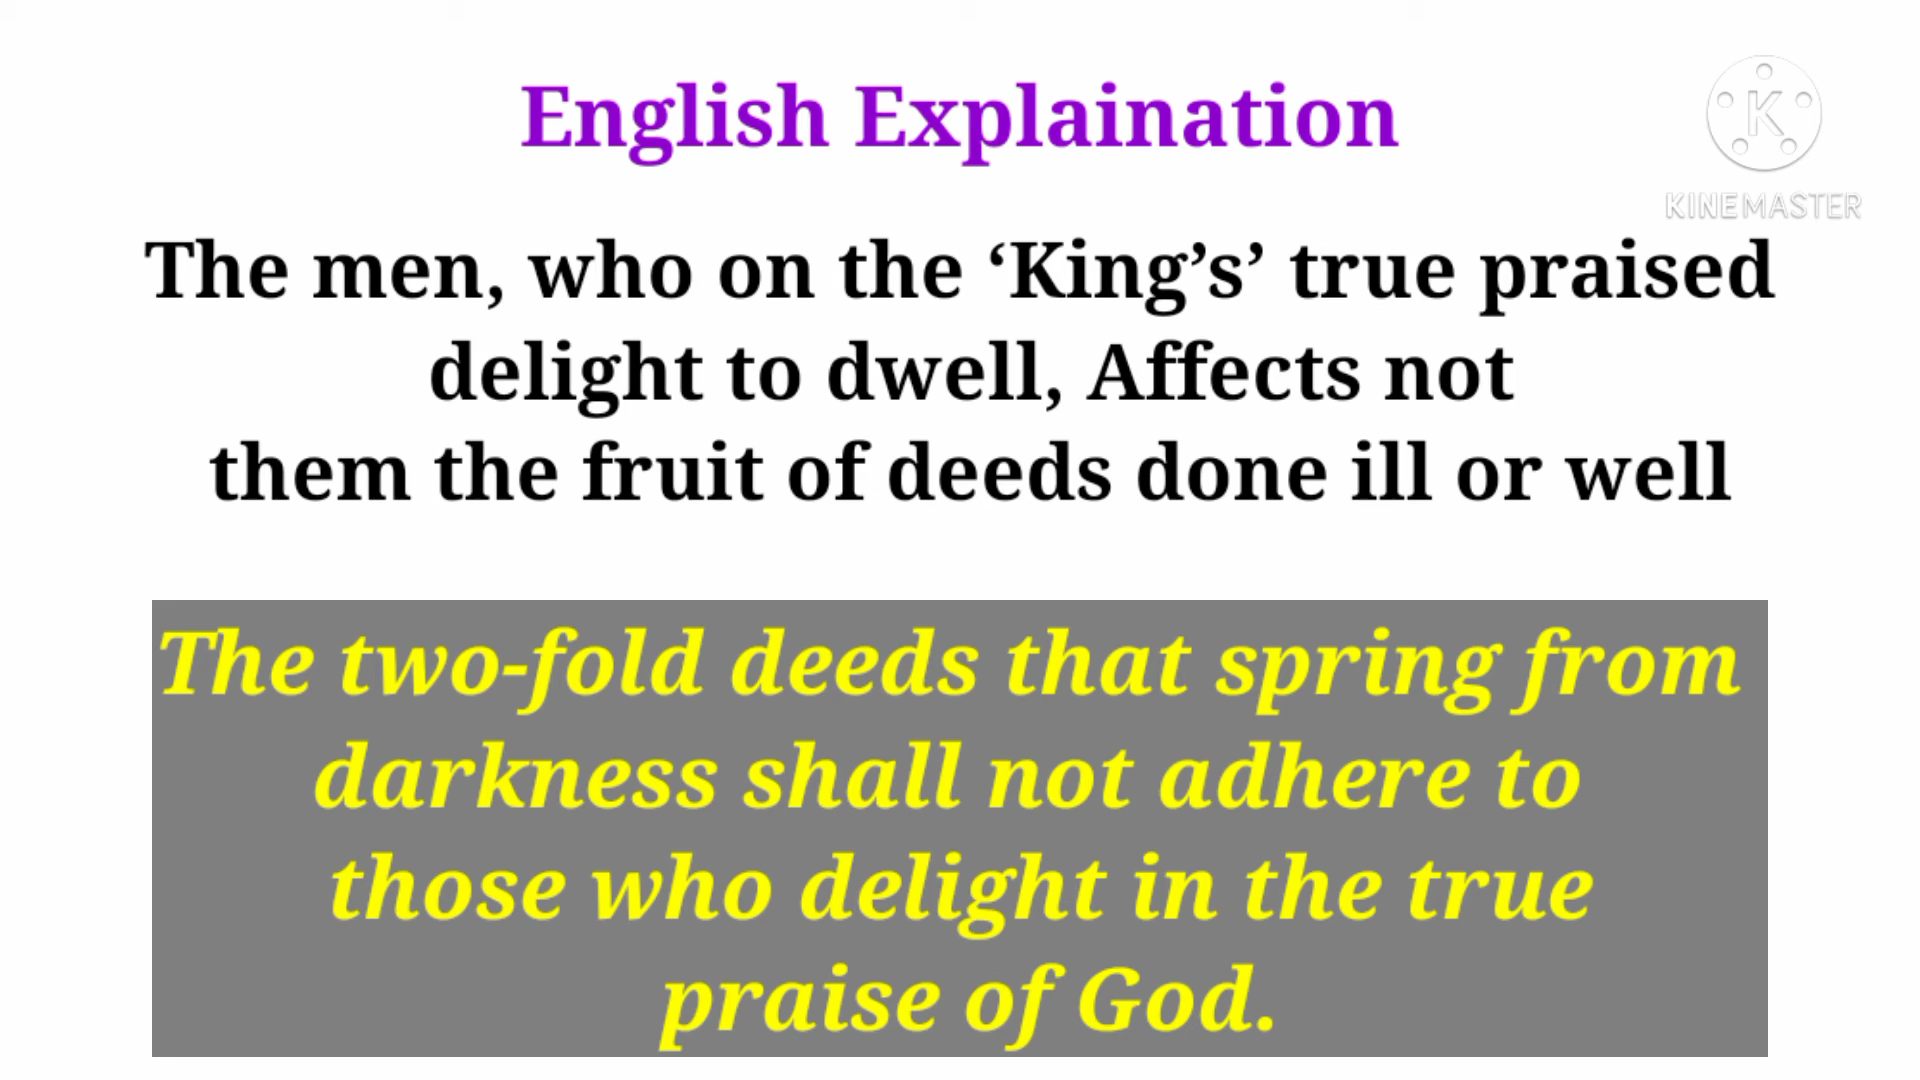 English Explaination
K
KINEMASTER
The men, who on the ‘King’s’ true praised
delight to dwell, Affects not
them the fruit of deeds done ill or well
The two-fold deeds that spring from
darkness shall not adhere to
those who delight in the true
praise of God.